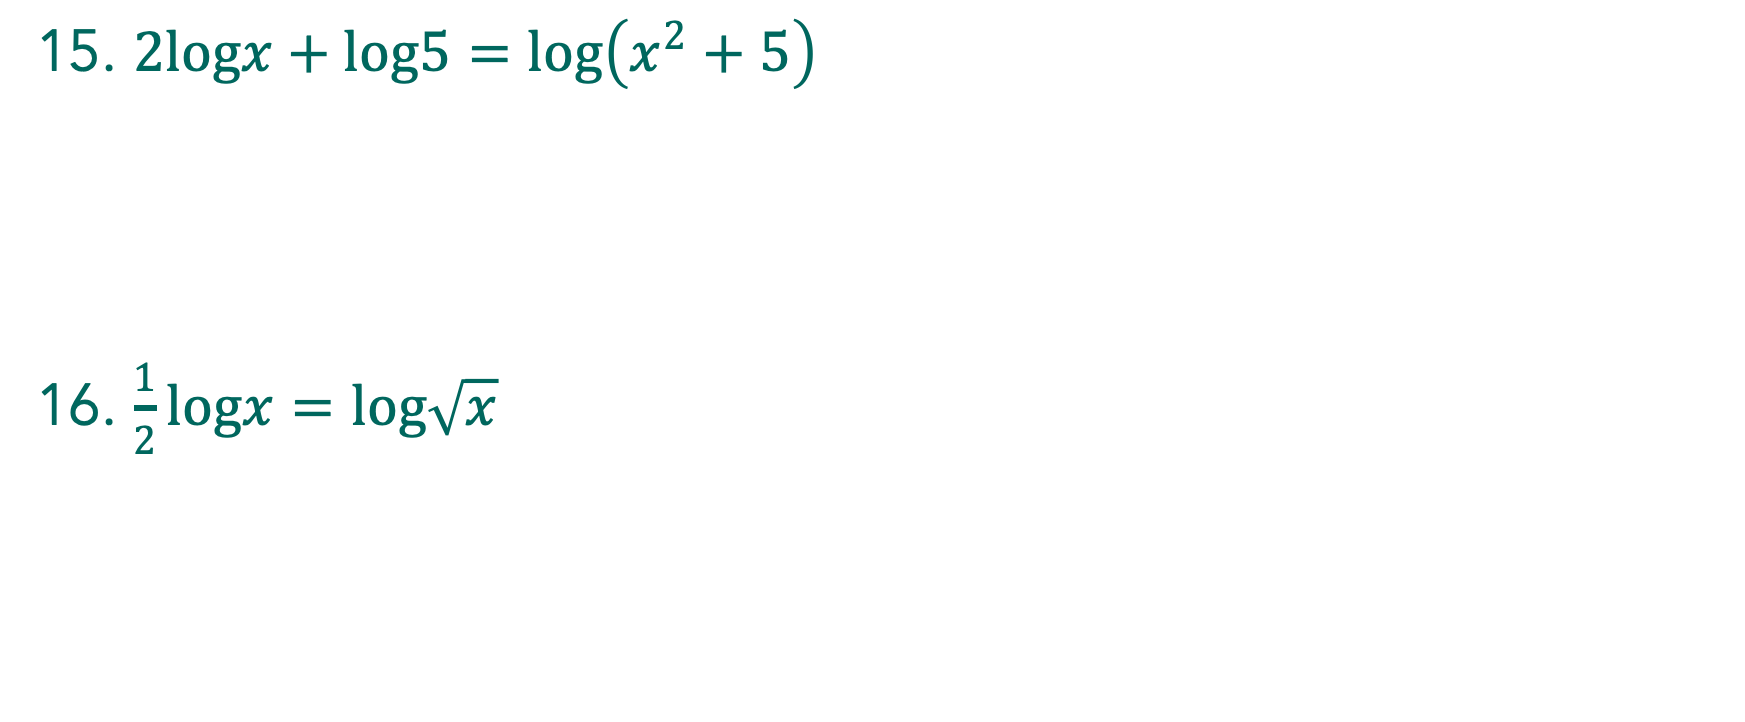 15. 2logx + log5 = log(x² + 5)
16. ½logx = log√x